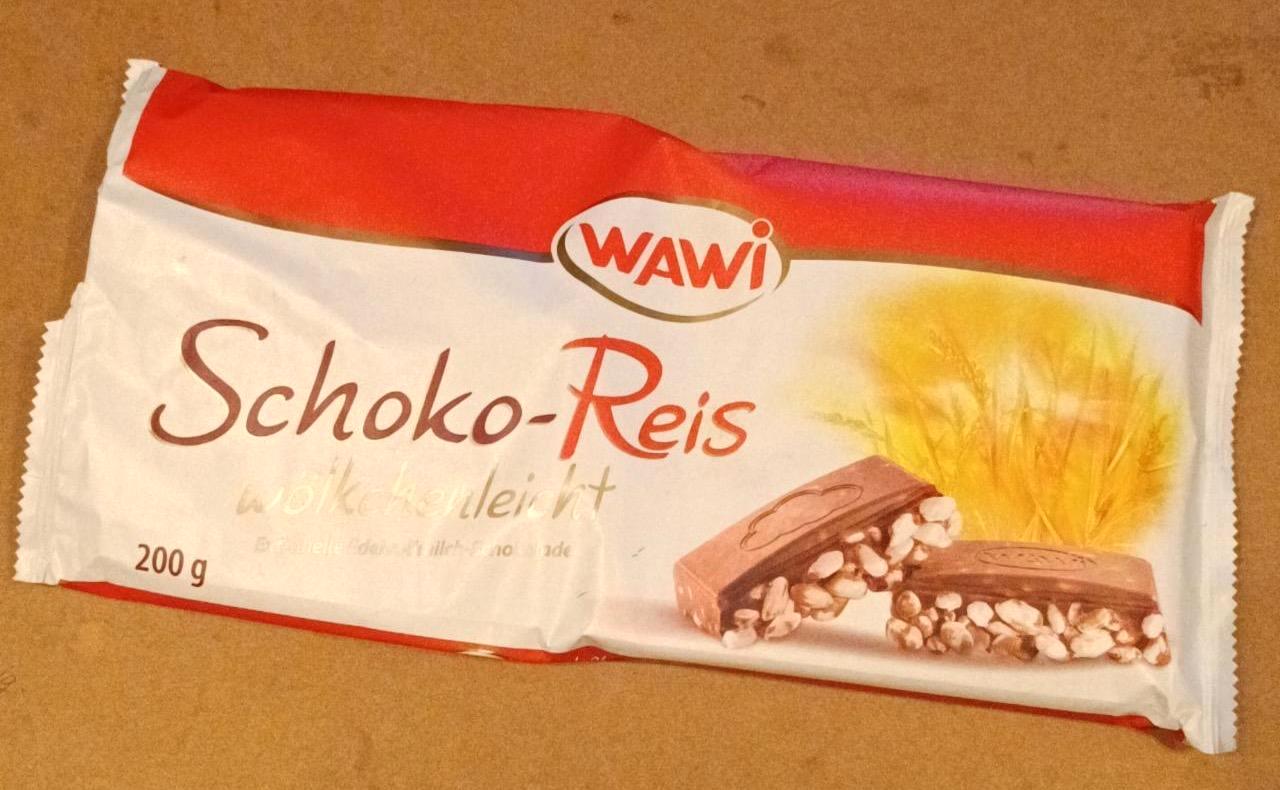 WAWi
Schoko-Reis
wölkchenleicht
200 g